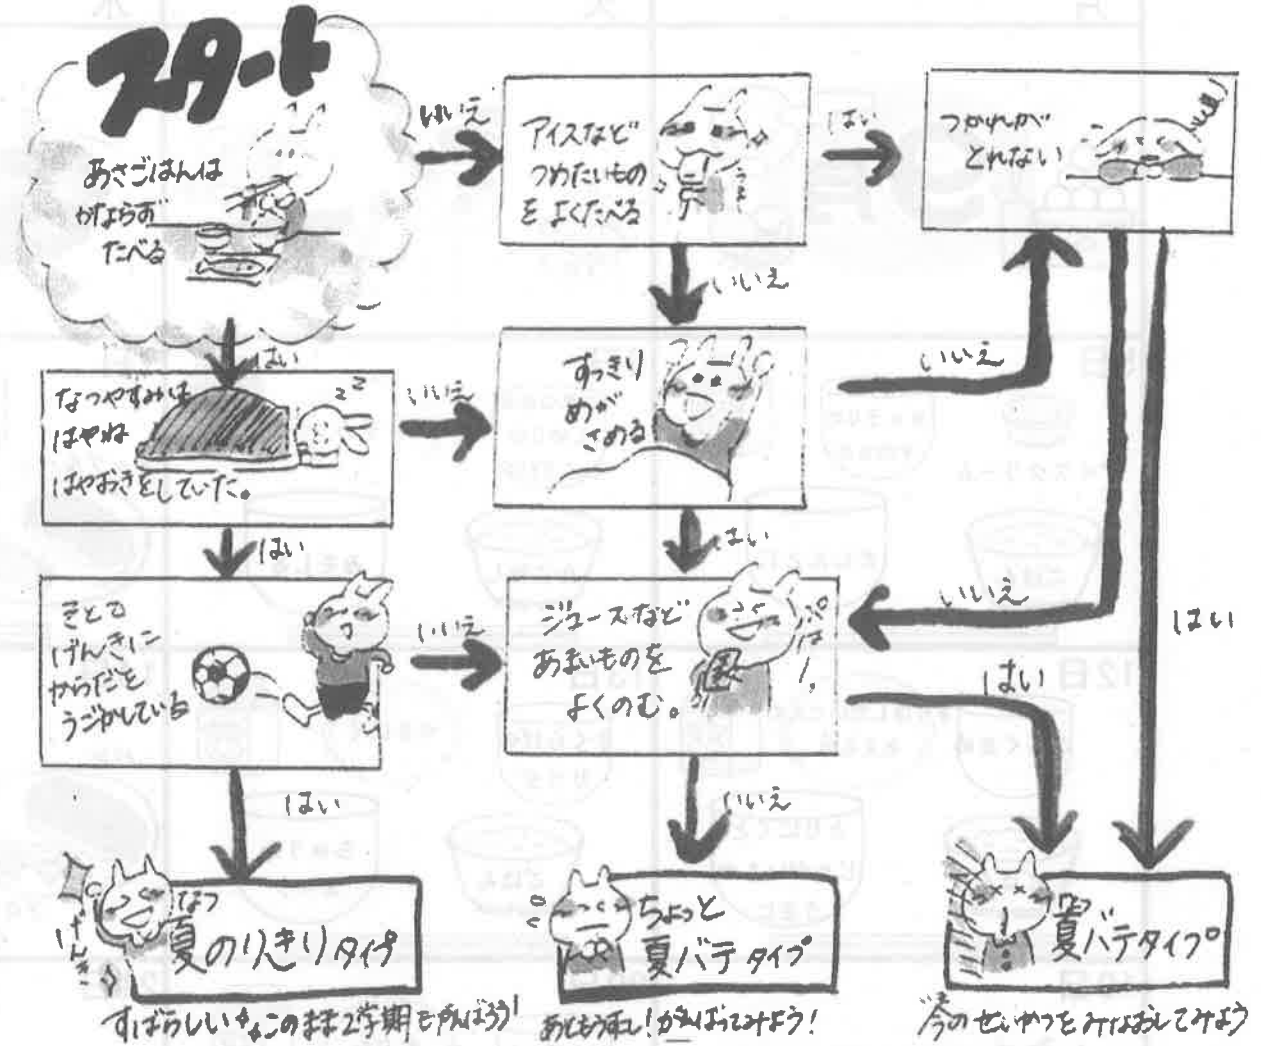 スタート
あさごはんは
かならず
たべる
いいえ
アイスなど
つめたいもの
を よくたべる
はい
つかれが
とれない
はい
いいえ
なつやすみは
はやね
はやおきをしていた。
zz
いいえ
すっきり
めが
さめる
いいえ
はい
はい
いいえ
はい
そとで
げんきに
からだを
うごかしている
いいえ
ジュースなど
あまいものを
よくのむ。
ぷはー!
はい
はい
いいえ
げんき
なつ
夏のりきりタイプ
ちょっと
夏バテタイプ
なつ
夏バテタイプ
すばらしい このまま2学期もがんばろう!
あともう少し!がんばってみよう!
今のせいかつをみなおしてみよう